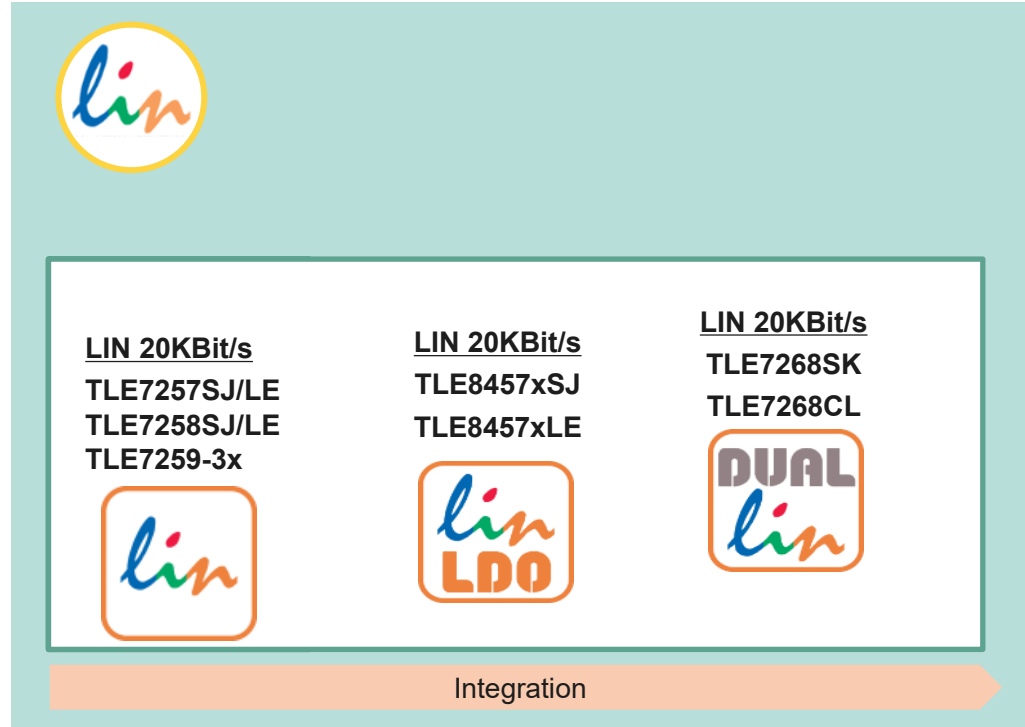 lin
LIN 20KBit/s
TLE7257SJ/LE
TLE7258SJ/LE
TLE7259-3x
lin
LIN 20KBit/s
TLE8457xSJ
TLE8457xLE
lin
LDO
LIN 20KBit/s
TLE7268SK
TLE7268CL
DUAL
lin
Integration